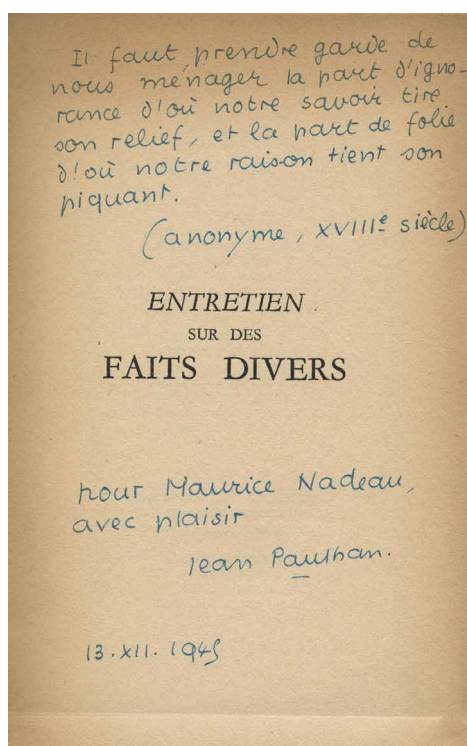 Il faut prendre garde de
nous ménager la part d'igno-
rance d'où notre savoir tire
son relief, et la part de folie
d'où notre raison tient son
piquant.
(anonyme, XVIIIe siècle)
ENTRETIEN
SUR DES
FAITS DIVERS
pour Maurice Nadeau,
avec plaisir
Jean Paulhan.
13.XII.1945